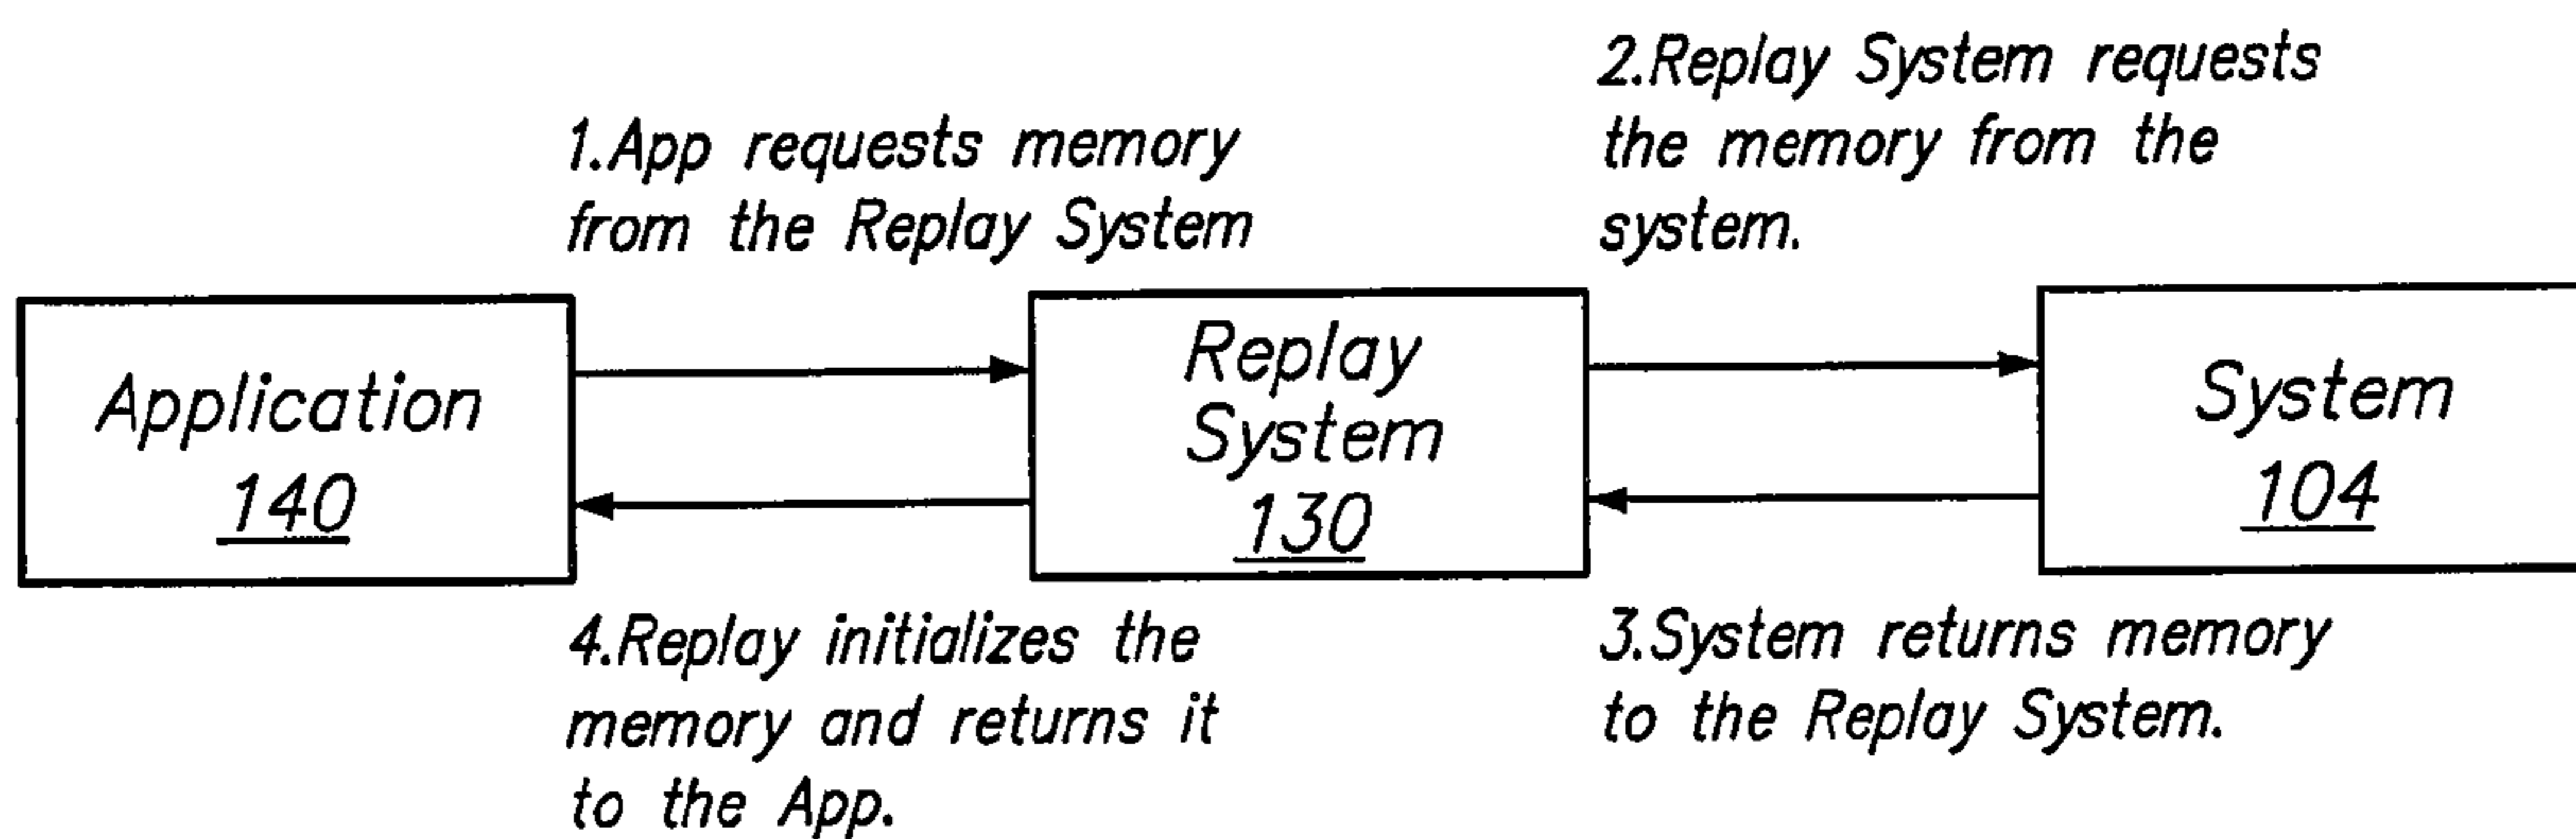 1.App requests memory
from the Replay System
2.Replay System requests
the memory from the
system.
Application
140
Replay
System
130
System
104
4.Replay initializes the
memory and returns it
to the App.
3.System returns memory
to the Replay System.